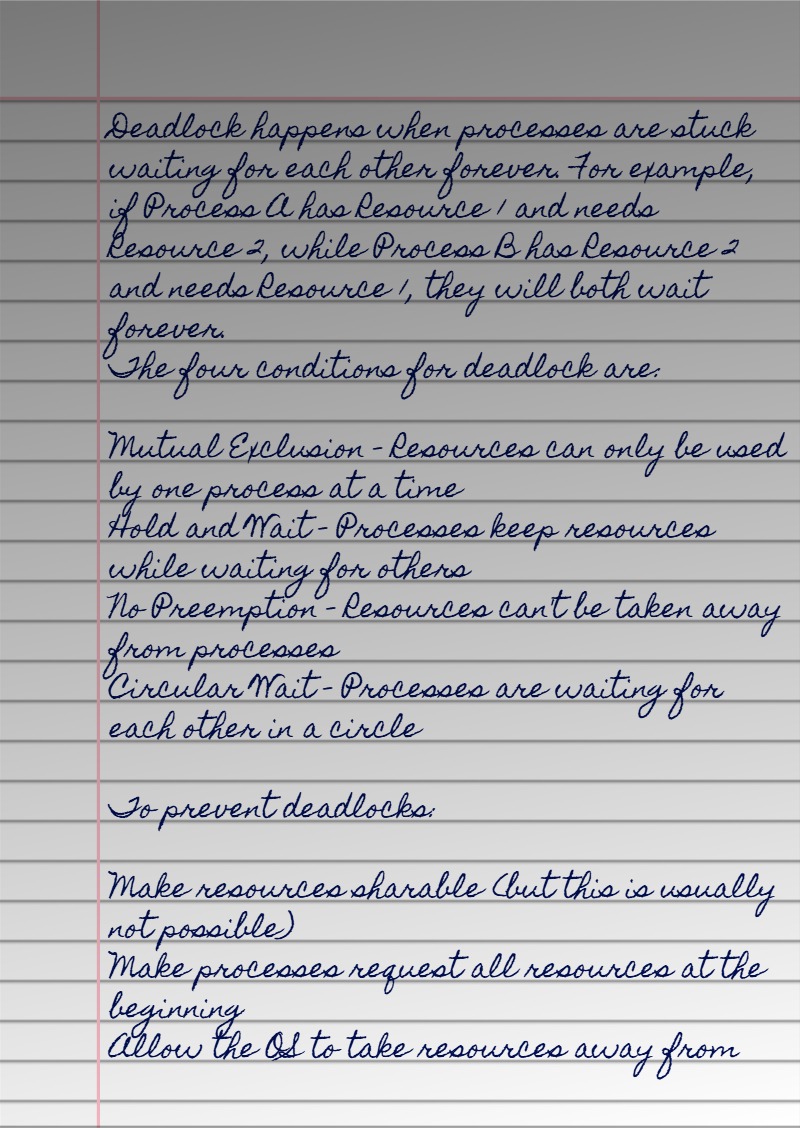 Deadlock happens when processes are stuck
waiting for each other forever. For example,
if Process A has Resource 1 and needs
Resource 2, while Process B has Resource 2
and needs Resource 1, they will both wait
forever.
The four conditions for deadlock are:
Mutual Exclusion - Resources can only be used
by one process at a time
Hold and Wait - Processes keep resources
while waiting for others
No Preemption - Resources can't be taken away
from processes
Circular Wait - Processes are waiting for
each other in a circle
To prevent deadlocks:
Make resources sharable (but this is usually
not possible)
Make processes request all resources at the
beginning
Allow the OS to take resources away from